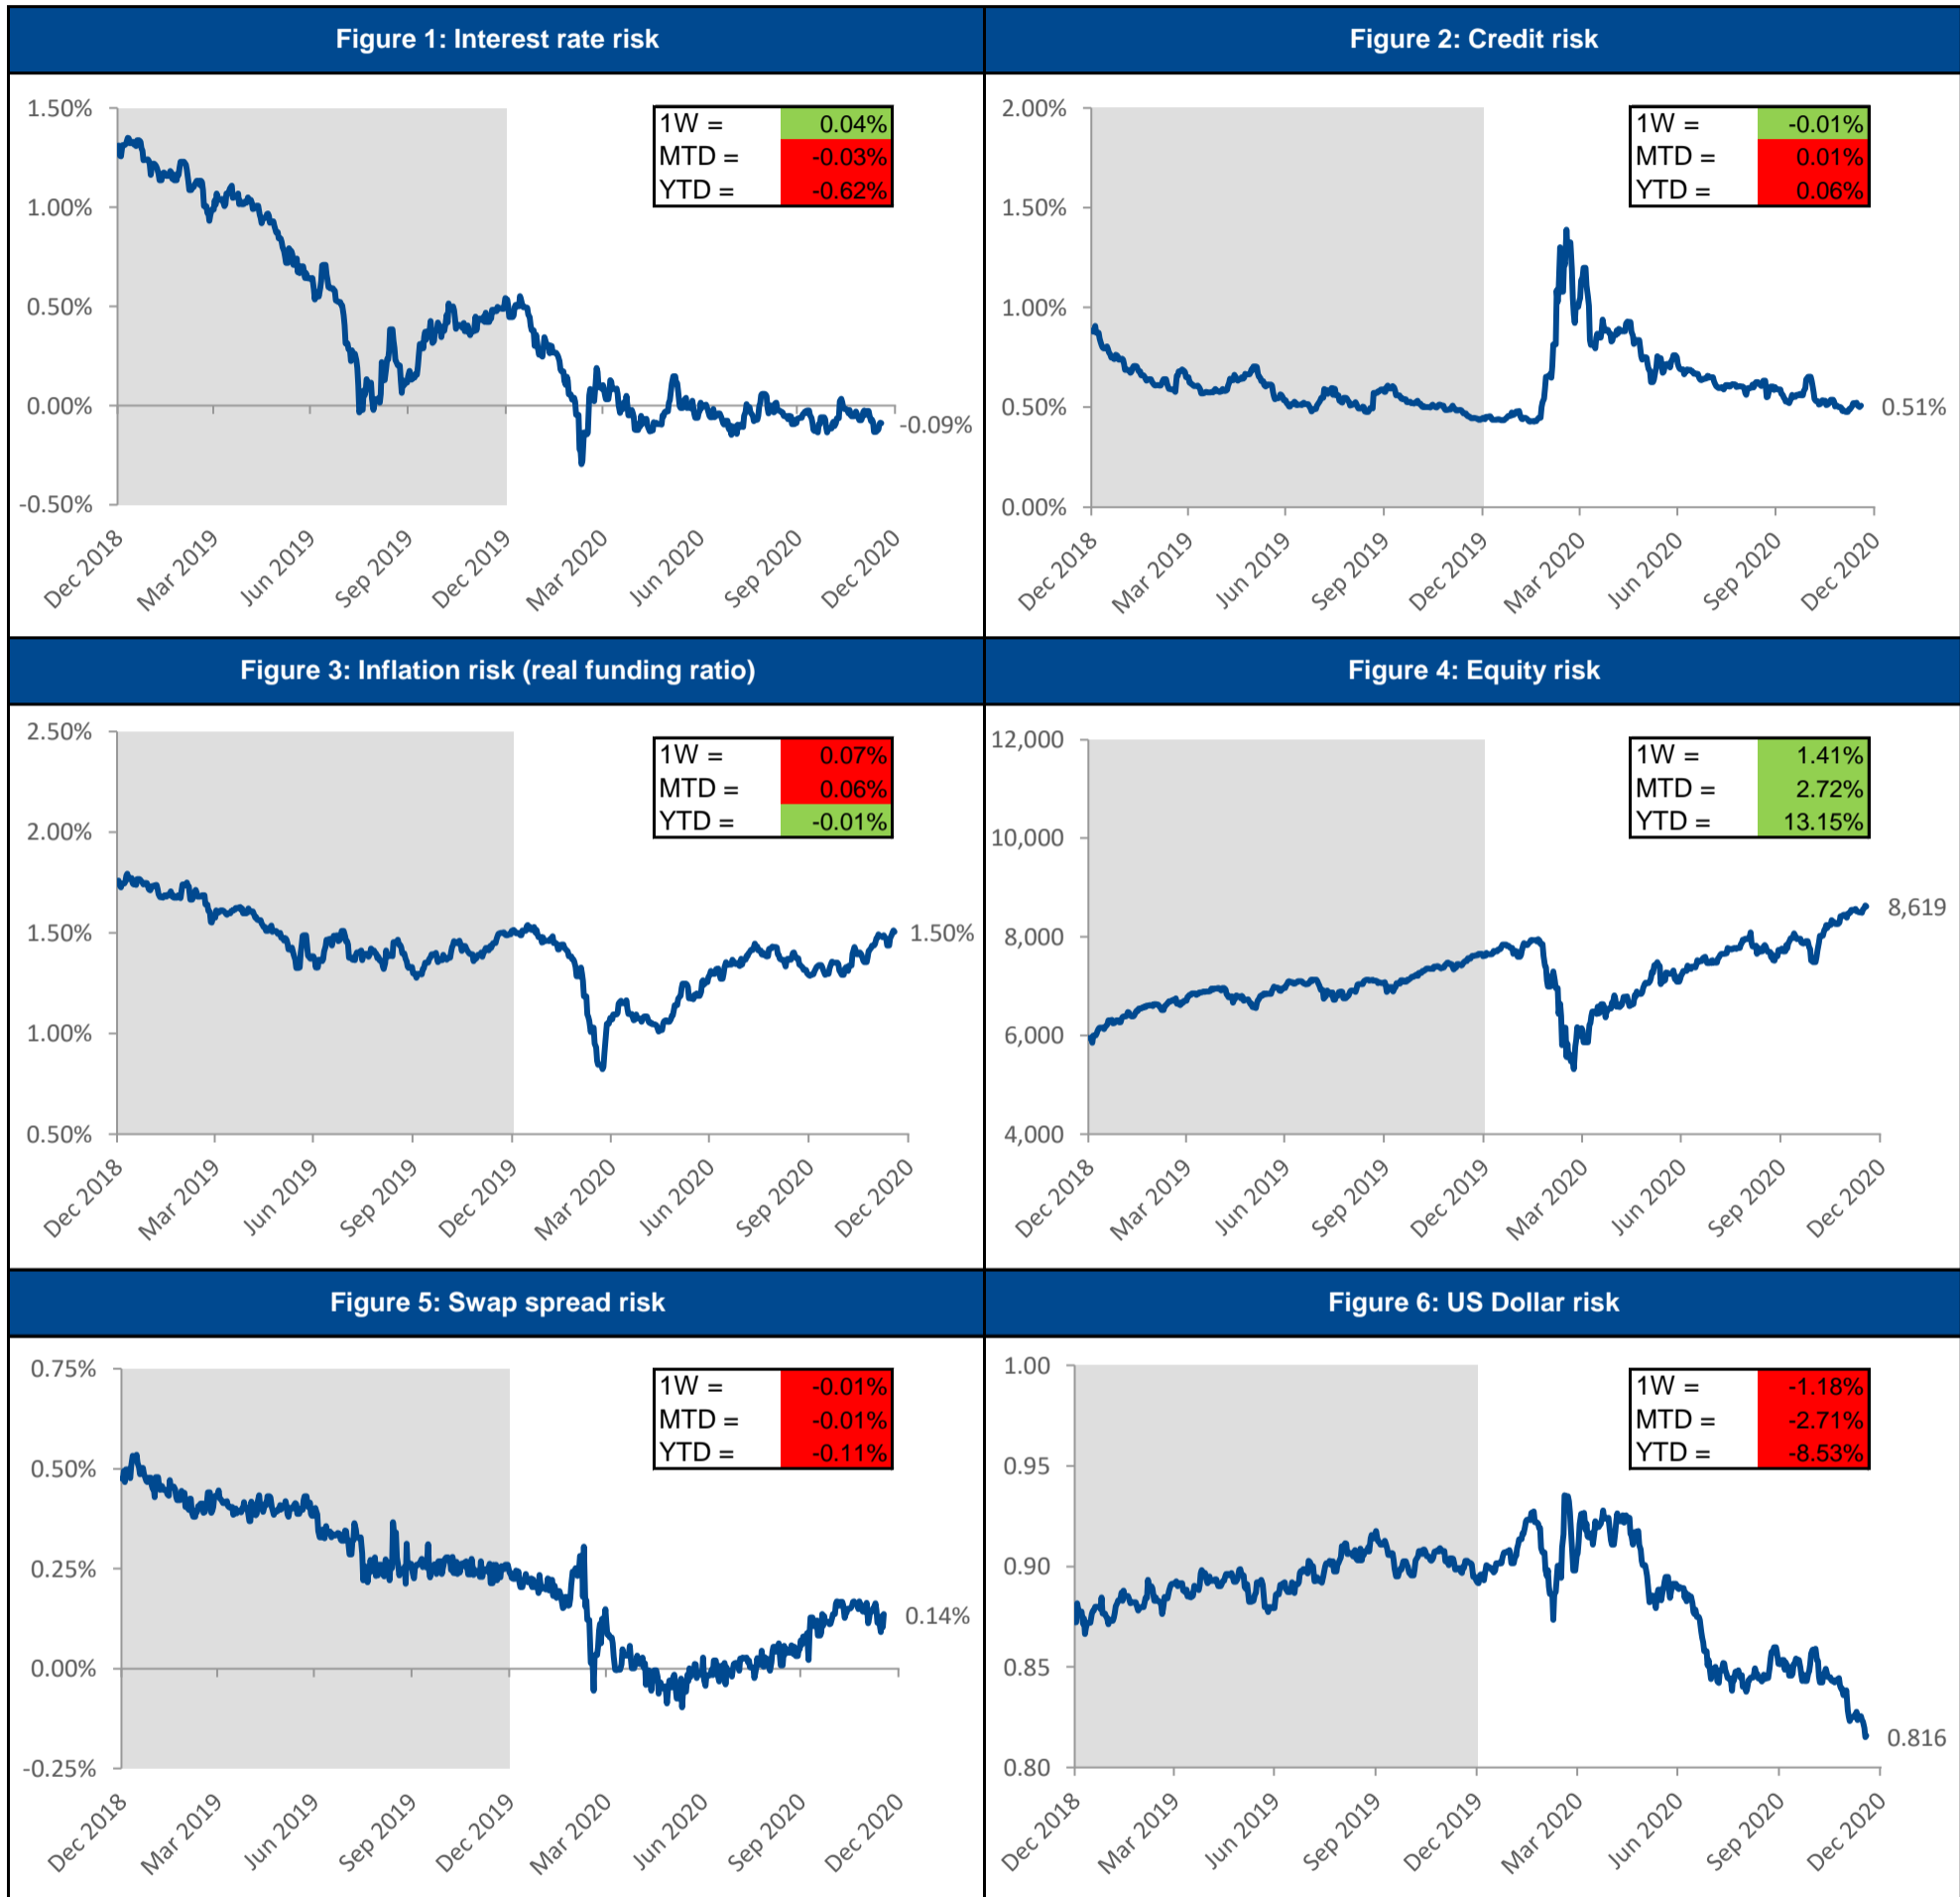 Figure 1: Interest rate risk
1.50%
1.00%
0.50%
0.00%
-0.50%
1W = 0.04%
MTD = -0.03%
YTD = -0.62%
-0.09%
Dec 2018 Mar 2019 Jun 2019 Sep 2019 Dec 2019 Mar 2020 Jun 2020 Sep 2020 Dec 2020
Figure 2: Credit risk
2.00%
1.50%
1.00%
0.50%
0.00%
1W = -0.01%
MTD = 0.01%
YTD = 0.06%
0.51%
Dec 2018 Mar 2019 Jun 2019 Sep 2019 Dec 2019 Mar 2020 Jun 2020 Sep 2020 Dec 2020
Figure 3: Inflation risk (real funding ratio)
2.50%
2.00%
1.50%
1.00%
0.50%
1W = 0.07%
MTD = 0.06%
YTD = -0.01%
1.50%
Dec 2018 Mar 2019 Jun 2019 Sep 2019 Dec 2019 Mar 2020 Jun 2020 Sep 2020 Dec 2020
Figure 4: Equity risk
12,000
10,000
8,000
6,000
4,000
1W = 1.41%
MTD = 2.72%
YTD = 13.15%
8,619
Dec 2018 Mar 2019 Jun 2019 Sep 2019 Dec 2019 Mar 2020 Jun 2020 Sep 2020 Dec 2020
Figure 5: Swap spread risk
0.75%
0.50%
0.25%
0.00%
-0.25%
1W = -0.01%
MTD = -0.01%
YTD = -0.11%
0.14%
Dec 2018 Mar 2019 Jun 2019 Sep 2019 Dec 2019 Mar 2020 Jun 2020 Sep 2020 Dec 2020
Figure 6: US Dollar risk
1.00
0.95
0.90
0.85
0.80
1W = -1.18%
MTD = -2.71%
YTD = -8.53%
0.816
Dec 2018 Mar 2019 Jun 2019 Sep 2019 Dec 2019 Mar 2020 Jun 2020 Sep 2020 Dec 2020